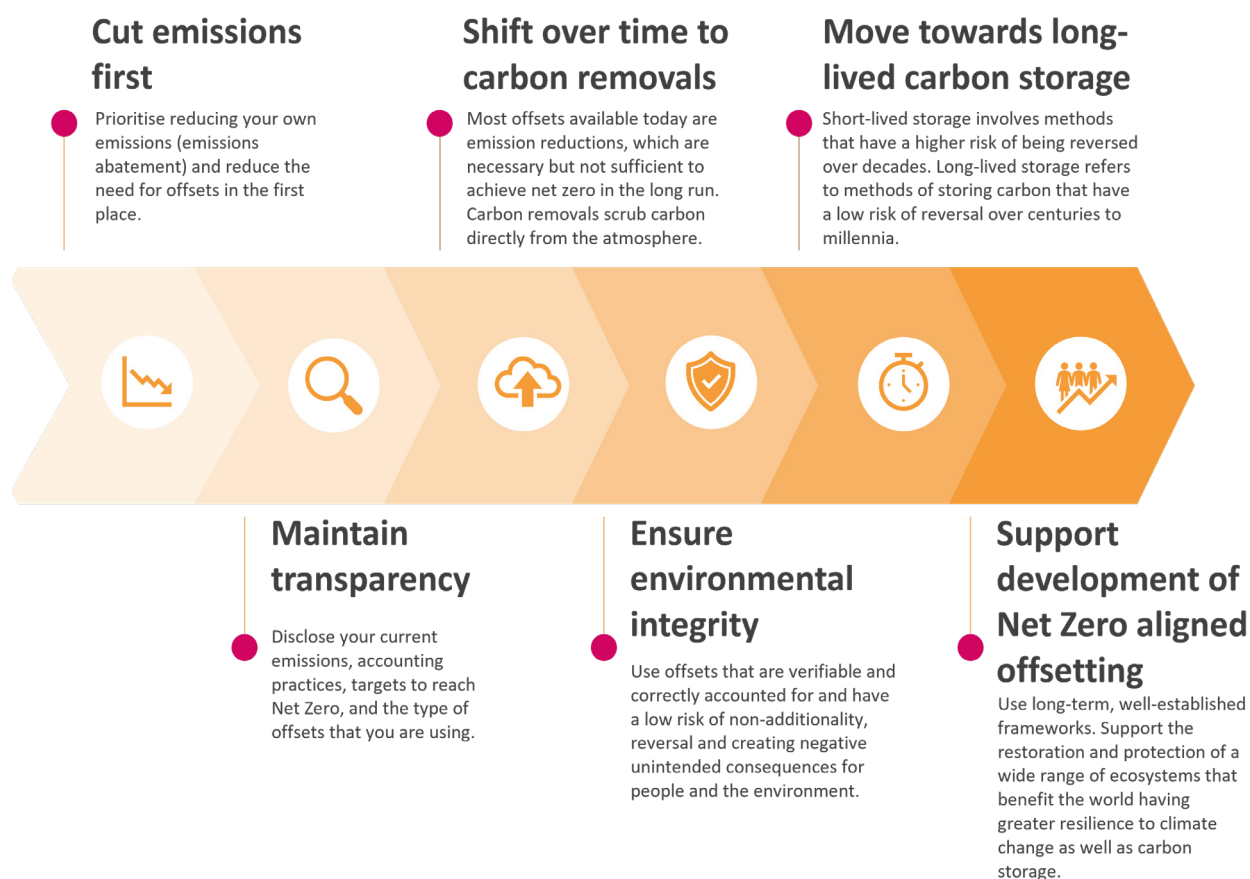 Cut emissions
first
Prioritise reducing your own
emissions (emissions
abatement) and reduce the
need for offsets in the first
place.
Maintain
transparency
Disclose your current
emissions, accounting
practices, targets to reach
Net Zero, and the type of
offsets that you are using.
Shift over time to
carbon removals
Most offsets available today are
emission reductions, which are
necessary but not sufficient to
achieve net zero in the long run.
Carbon removals scrub carbon
directly from the atmosphere.
Ensure
environmental
integrity
Use offsets that are verifiable and
correctly accounted for and have
a low risk of non-additionality,
reversal and creating negative
unintended consequences for
people and the environment.
Move towards long-
lived carbon storage
Short-lived storage involves methods
that have a higher risk of being reversed
over decades. Long-lived storage refers
to methods of storing carbon that have
a low risk of reversal over centuries to
millennia.
Support
development of
Net Zero aligned
offsetting
Use long-term, well-established
frameworks. Support the
restoration and protection of a
wide range of ecosystems that
benefit the world having
greater resilience to climate
change as well as carbon
storage.